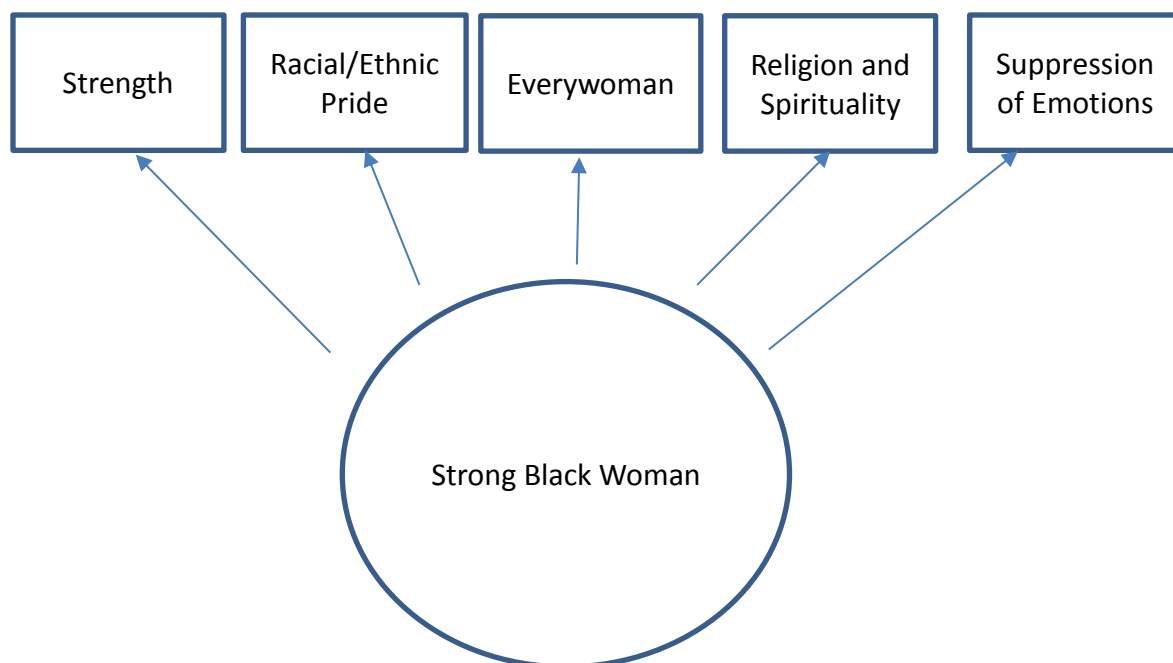 Strength
Racial/Ethnic
Pride
Everywoman
Religion and
Spirituality
Suppression
of Emotions
Strong Black Woman